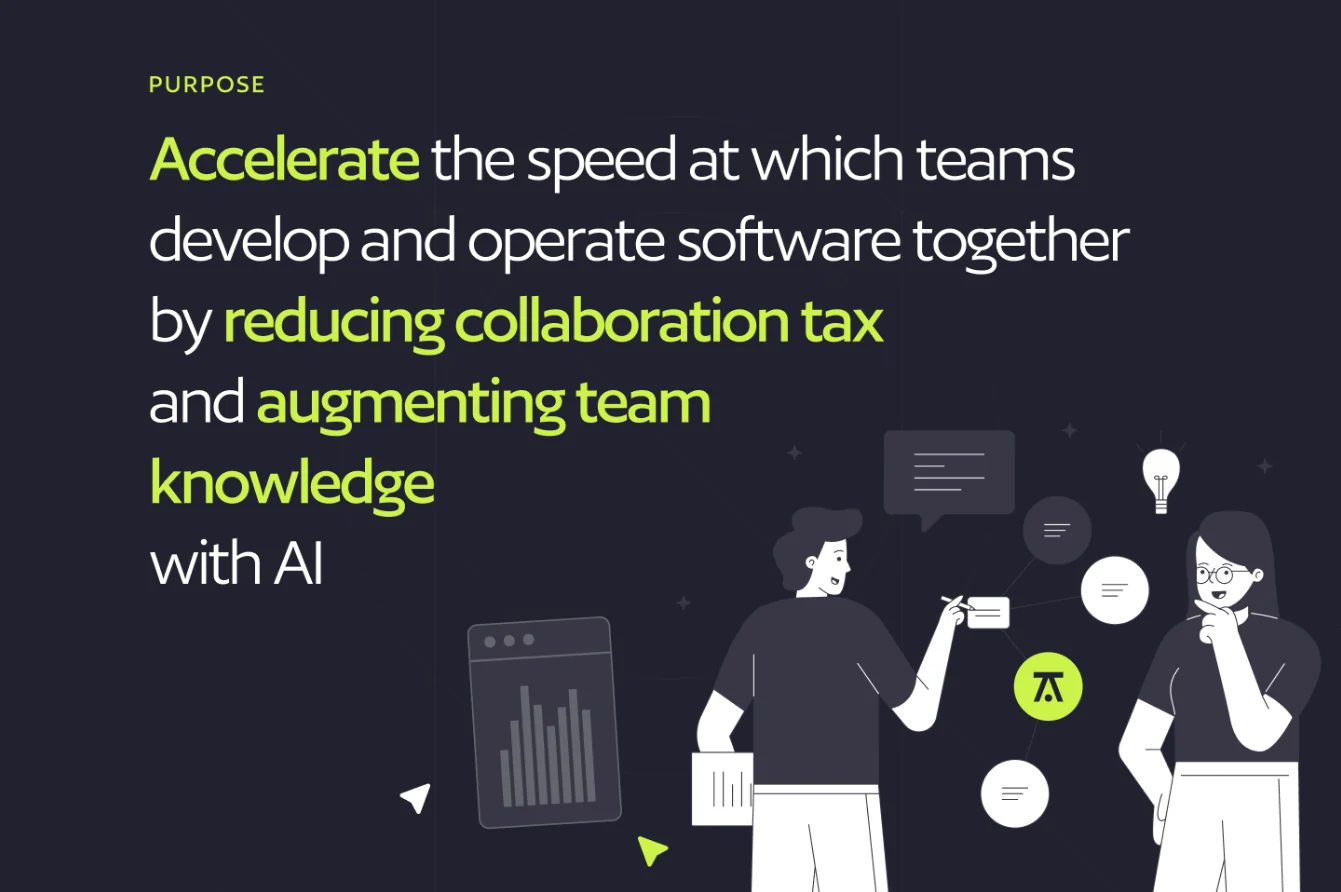 PURPOSE
Accelerate the speed at which teams
develop and operate software together
by reducing collaboration tax
and augmenting team
knowledge
with AI